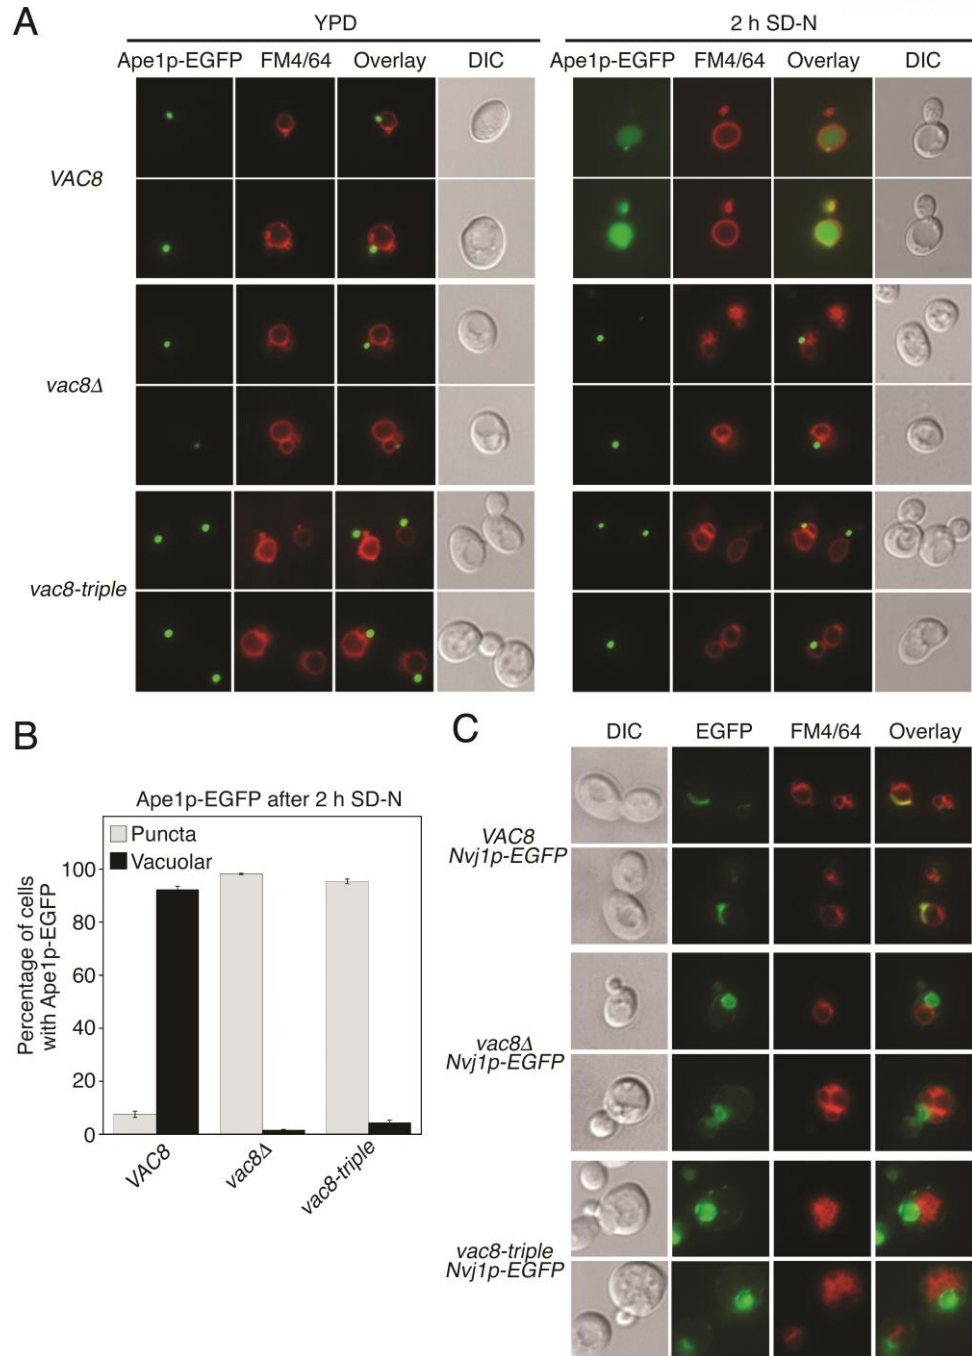 A
YPD
2 h SD-N
Ape1p-EGFP FM4/64 Overlay DIC
Ape1p-EGFP FM4/64 Overlay DIC
VAC8
vac8Δ
vac8-triple
B
Ape1p-EGFP after 2 h SD-N
Puncta
Vacuolar
Percentage of cells
with Ape1p-EGFP
100
80
60
40
20
0
VAC8
vac8Δ
vac8-triple
C
DIC EGFP FM4/64 Overlay
VAC8
Nvj1p-EGFP
vac8Δ
Nvj1p-EGFP
vac8-triple
Nvj1p-EGFP